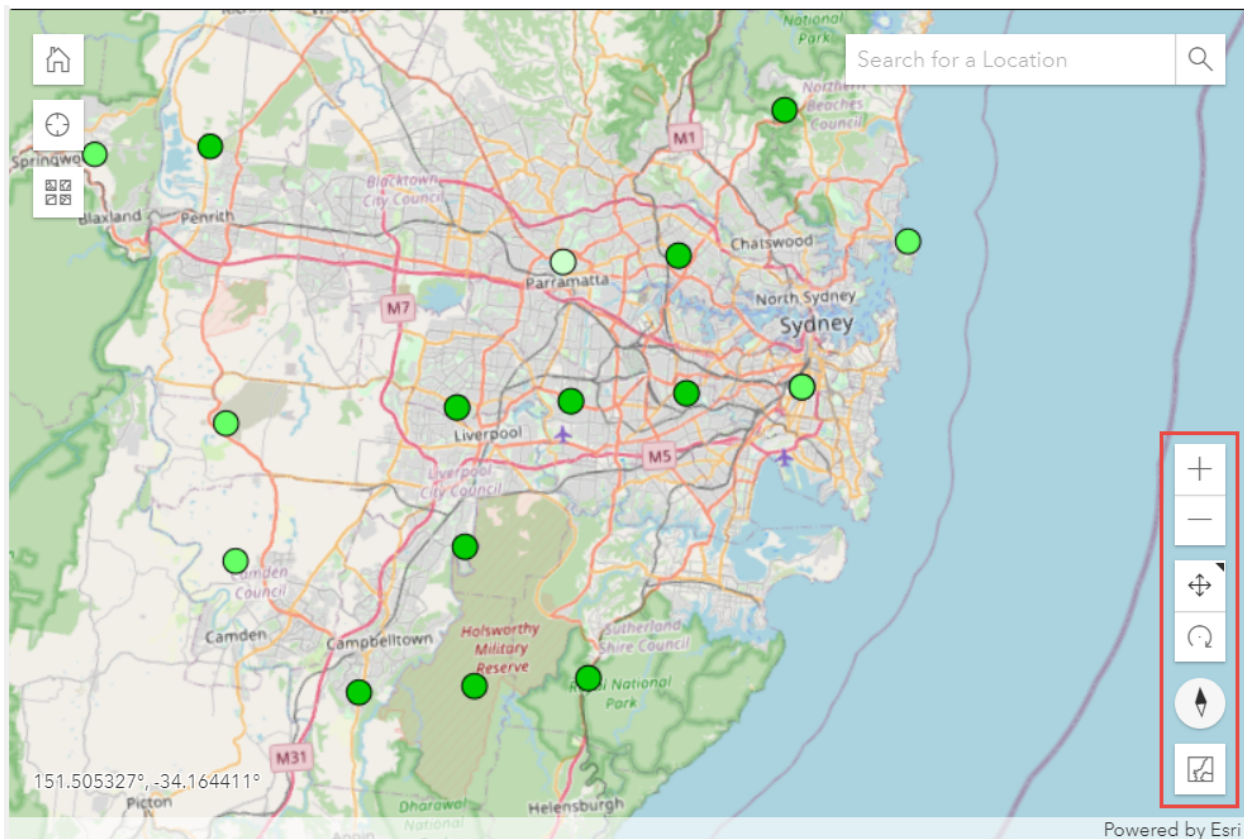 National
Park
Search for a Location
Northern
Beaches
Council
M1
Springwo
Blacktown
City Council
Blaxland
Penrith
Chatswood
Parramatta
North Sydney
M7
Sydney
Liverpool
M5
Liverpool
City Council
Camden
Council
Camden
Campbelltown
Holsworthy
Military
Reserve
Sutherland
Shire Council
Royal National
Park
M31
151.505327°, -34.164411°
Picton
Dharawal
National
Helensburgh
Appin
Powered by Esri